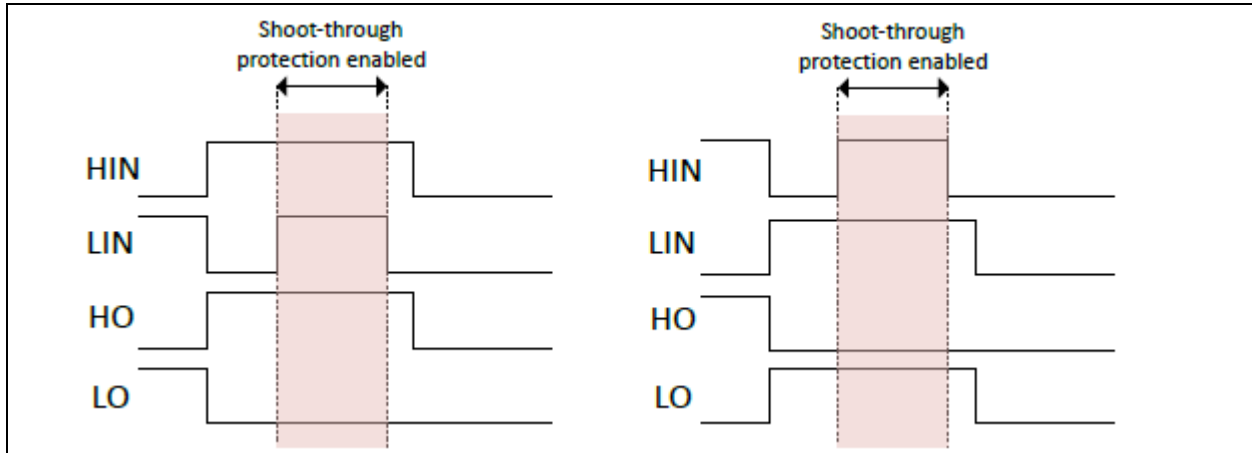 Shoot-through
protection enabled
HIN
LIN
HO
LO
Shoot-through
protection enabled
HIN
LIN
HO
LO